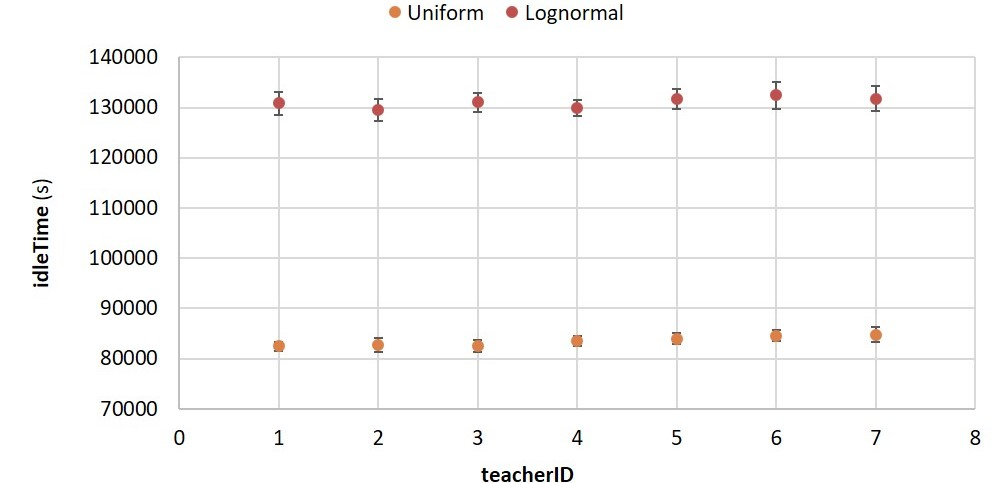 Uniform Lognormal
140000
130000
120000
110000
100000
90000
80000
70000
idleTime (s)
0 1 2 3 4 5 6 7 8
teacherID